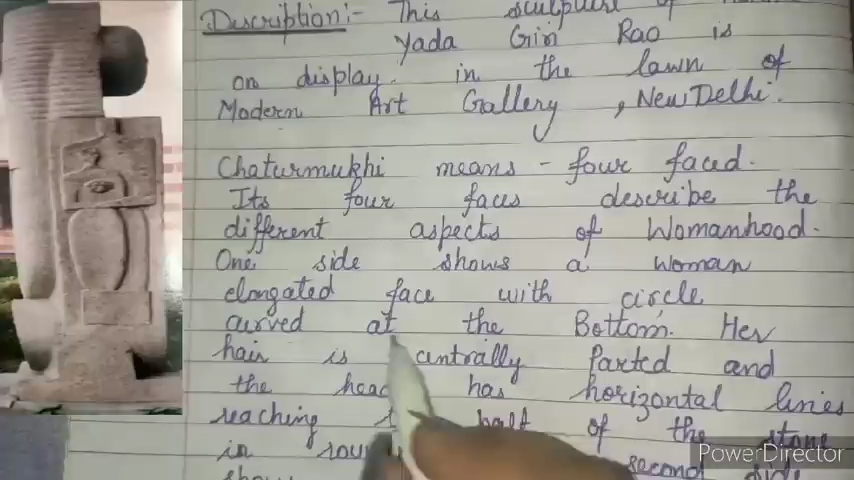 Description:- This sculpture of
Yada Giri Rao is
on display in the lawn of
Modern Art Gallery, New Delhi.
Chaturmukhi means - four faced.
Its four faces describe the
different aspects of Womanhood.
One side shows a woman
elongated face with circle
curved at the Bottom. Her
hair is centrally Parted and
the head has horizontal lines
reaching half of the stone
in second side
PowerDirector